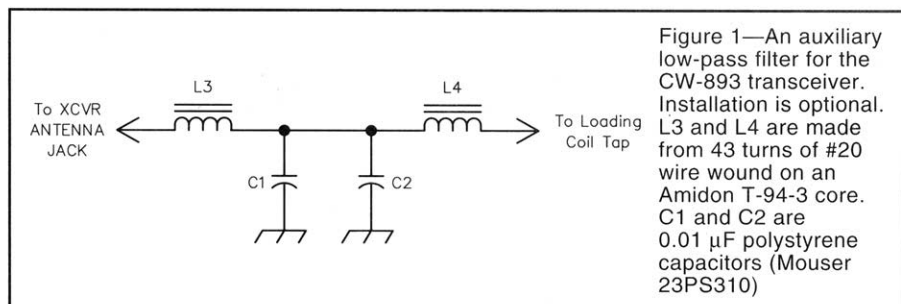 To XCVR
ANTENNA
JACK
L3
L4
To Loading
Coil Tap
C1
C2
Figure 1—An auxiliary
low-pass filter for the
CW-893 transceiver.
Installation is optional.
L3 and L4 are made
from 43 turns of #20
wire wound on an
Amidon T-94-3 core.
C1 and C2 are
0.01 μF polystyrene
capacitors (Mouser
23PS310)